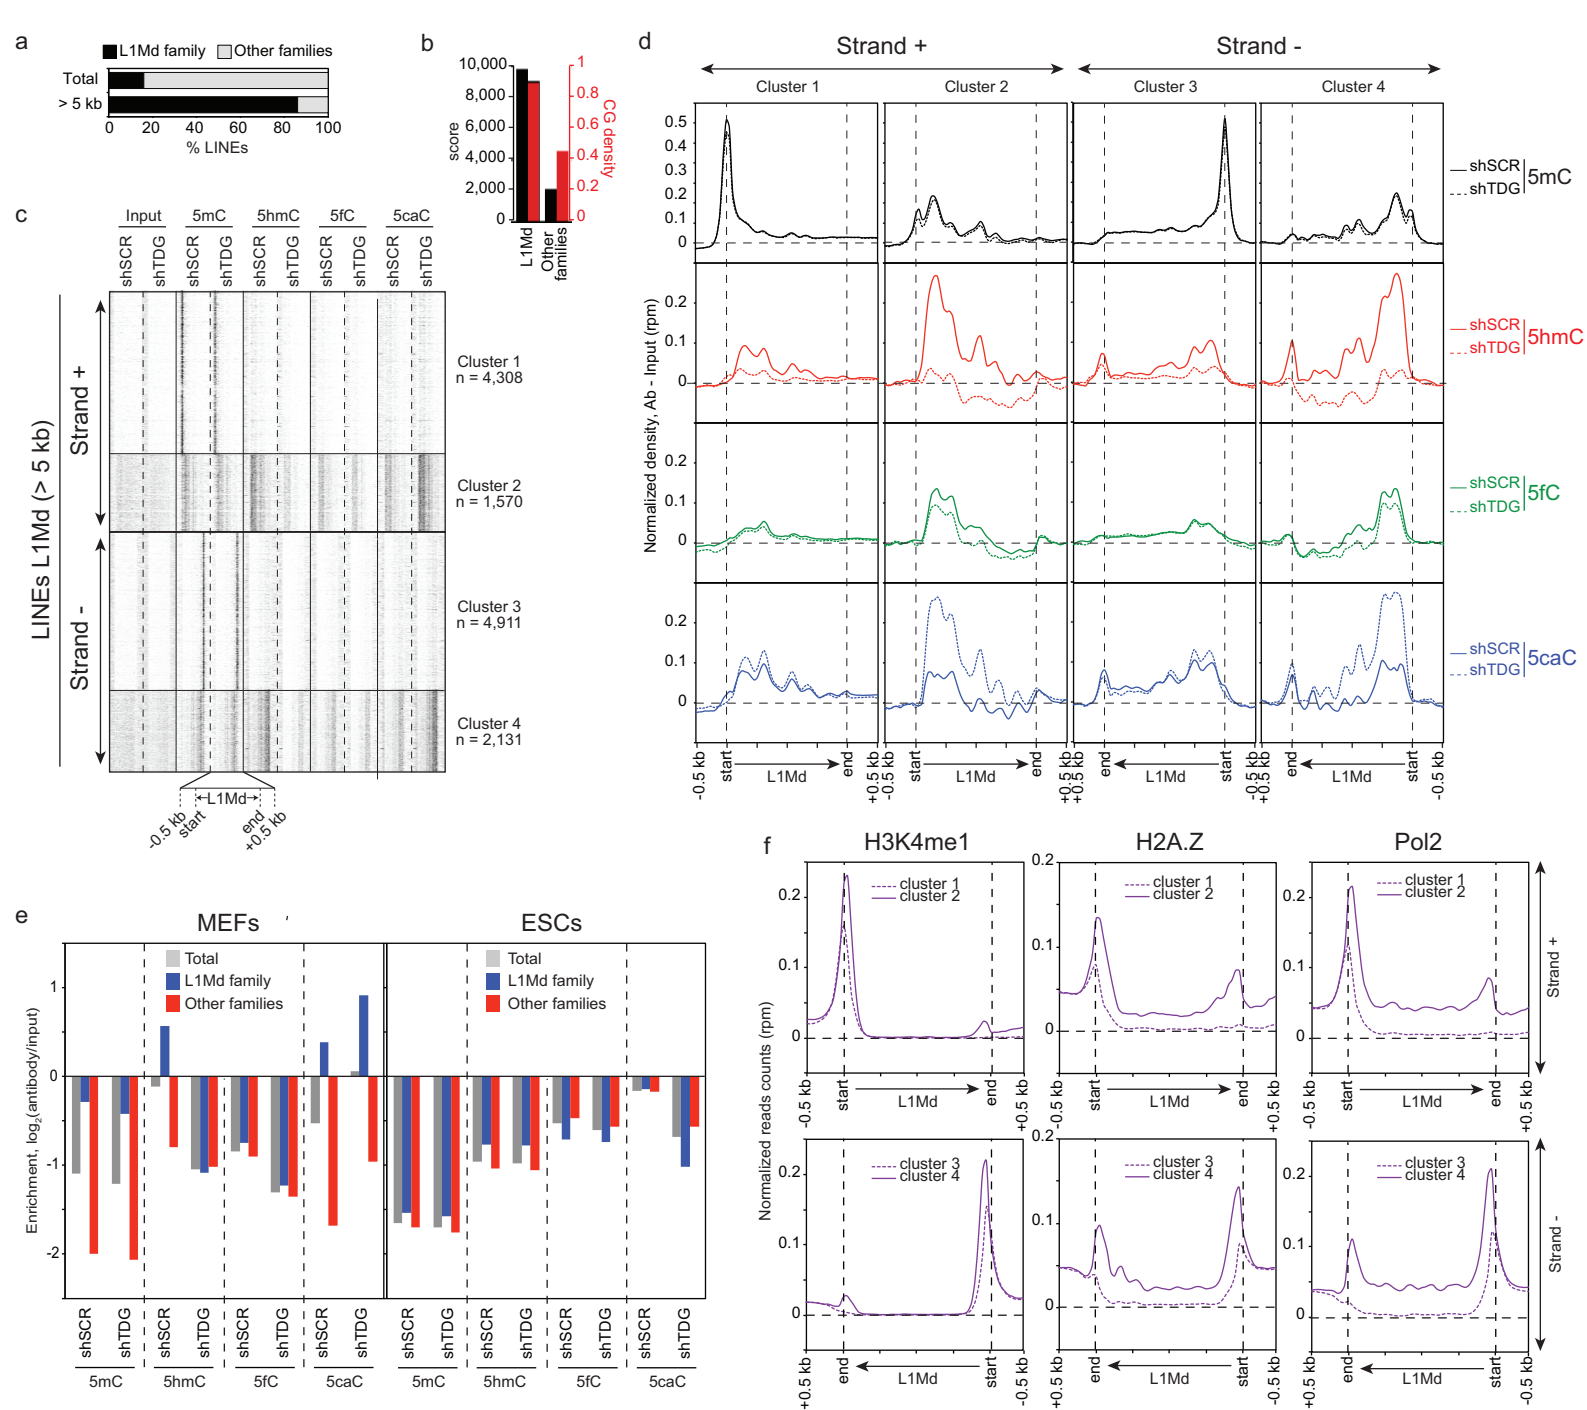 a
L1Md family
Other families
Total
> 5 kb
0 20 40 60 80 100
% LINEs
b
10,000
8,000
6,000
4,000
2,000
0
score
1
0.8
0.6
0.4
0.2
0
CG density
L1Md
Other families
c
Input 5mC 5hmC 5fC 5caC
shSCR shTDG shSCR shTDG shSCR shTDG shSCR shTDG shSCR shTDG
LINEs L1Md (> 5 kb)
Strand +
Strand -
Cluster 1
n = 4,308
Cluster 2
n = 1,570
Cluster 3
n = 4,911
Cluster 4
n = 2,131
L1Md
-0.5 kb start end +0.5 kb
d
Strand + Strand -
Cluster 1 Cluster 2 Cluster 3 Cluster 4
Normalized density, Ab - Input (rpm)
0.5
0.4
0.3
0.2
0.1
0
shSCR
shTDG
5mC
0.2
0.1
0
shSCR
shTDG
5hmC
0.2
0.1
0
shSCR
shTDG
5fC
0.2
0.1
0
shSCR
shTDG
5caC
-0.5 kb start L1Md end +0.5 kb
-0.5 kb start L1Md end +0.5 kb
+0.5 kb end L1Md start -0.5 kb
+0.5 kb end L1Md start -0.5 kb
e
MEFs ESCs
Enrichment, log2(antibody/input)
1
0
-1
-2
Total
L1Md family
Other families
Total
L1Md family
Other families
shSCR shTDG shSCR shTDG shSCR shTDG shSCR shTDG shSCR shTDG shSCR shTDG shSCR shTDG shSCR shTDG
5mC 5hmC 5fC 5caC 5mC 5hmC 5fC 5caC
f
H3K4me1 H2A.Z Pol2
Normalized reads counts (rpm)
0.2
0.1
0
cluster 1
cluster 2
0.2
0.1
0
cluster 1
cluster 2
0.2
0.1
0
cluster 1
cluster 2
Strand +
-0.5 kb start L1Md end +0.5 kb
-0.5 kb start L1Md end +0.5 kb
-0.5 kb start L1Md end +0.5 kb
0.2
0.1
0
cluster 3
cluster 4
0.2
0.1
0
cluster 3
cluster 4
0.2
0.1
0
cluster 3
cluster 4
Strand -
+0.5 kb end L1Md start -0.5 kb
+0.5 kb end L1Md start -0.5 kb
+0.5 kb end L1Md start -0.5 kb